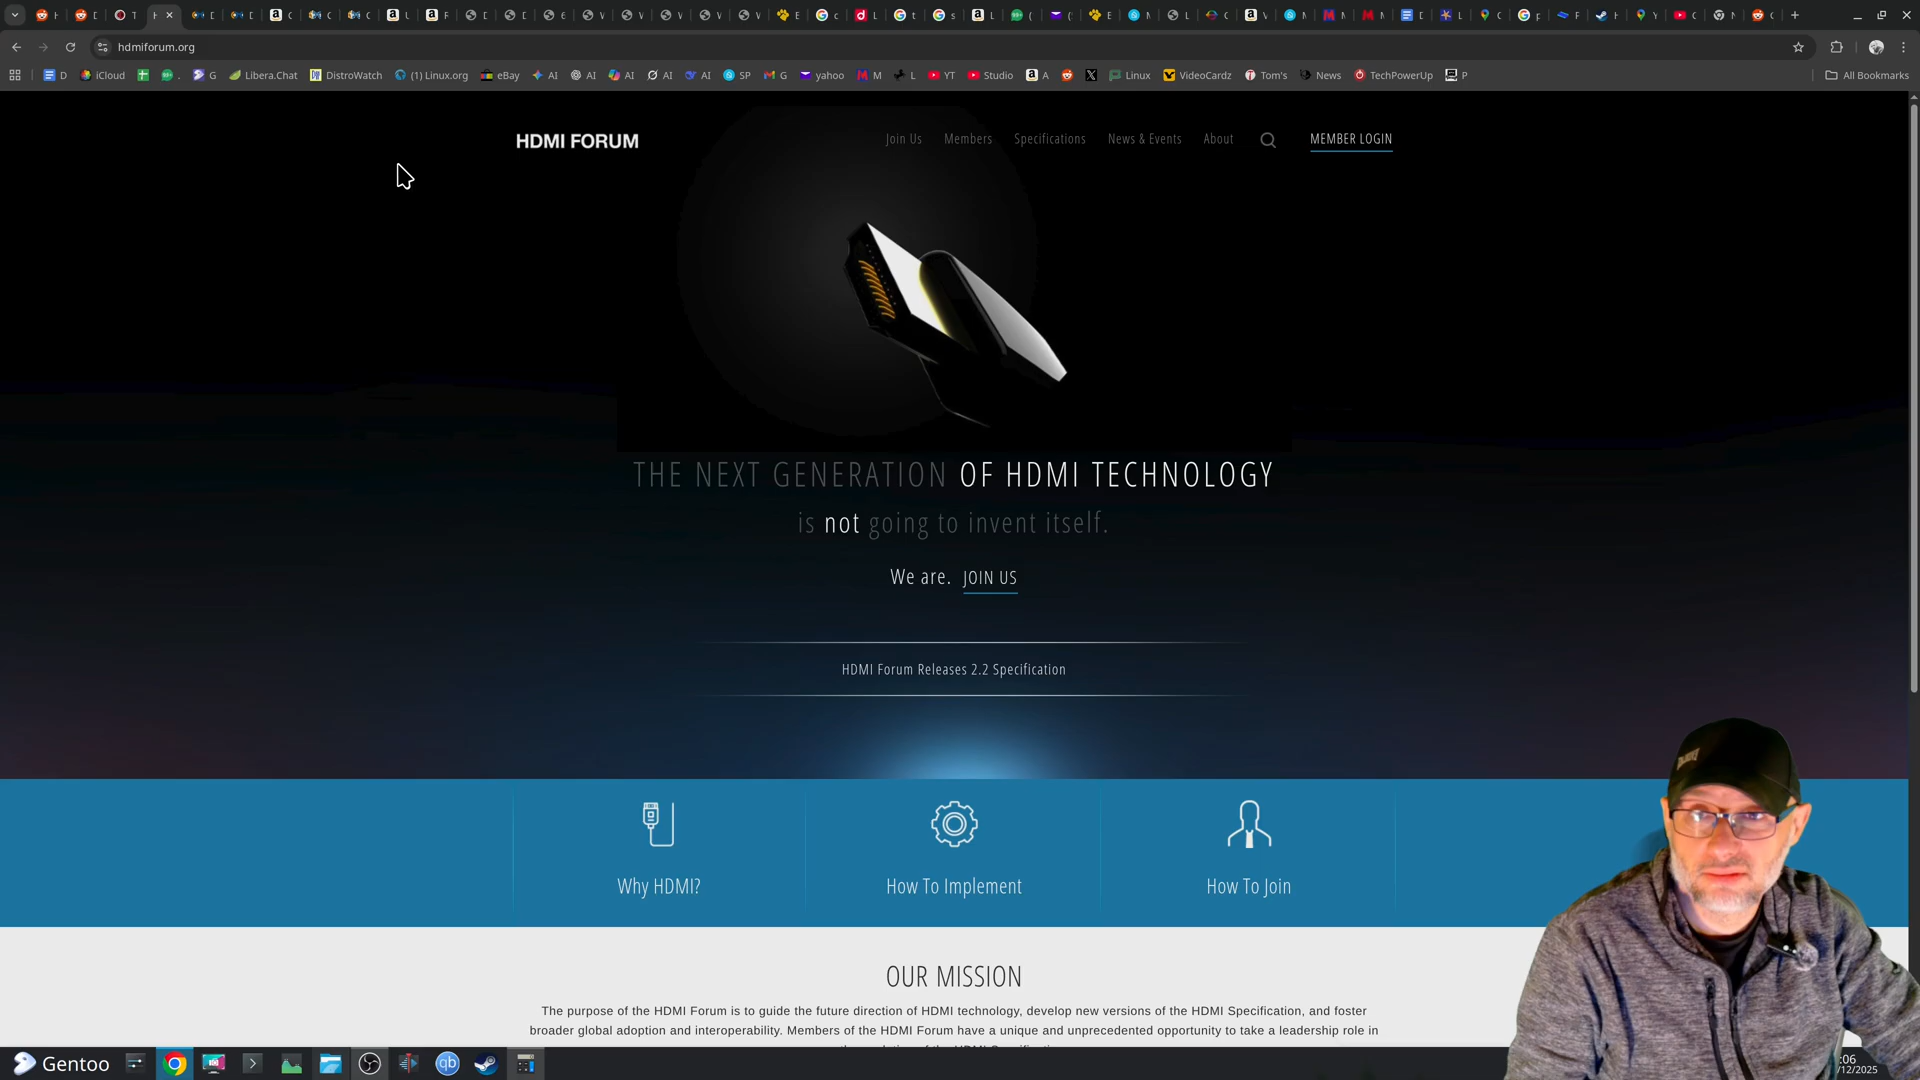 hdmiforum.org
D
iCloud
G
Libera.Chat
DistroWatch
(1) Linux.org
eBay
AI
AI
AI
AI
AI
SP
G
yahoo
M
L
YT
Studio
A
Linux
VideoCardz
Tom's
News
TechPowerUp
P
All Bookmarks
HDMI FORUM
Join Us
Members
Specifications
News & Events
About
MEMBER LOGIN
THE NEXT GENERATION OF HDMI TECHNOLOGY
is not going to invent itself.
We are. JOIN US
HDMI Forum Releases 2.2 Specification
Why HDMI?
How To Implement
How To Join
OUR MISSION
The purpose of the HDMI Forum is to guide the future direction of HDMI technology, develop new versions of the HDMI Specification, and foster
broader global adoption and interoperability. Members of the HDMI Forum have a unique and unprecedented opportunity to take a leadership role in
Gentoo
:06
/12/2025